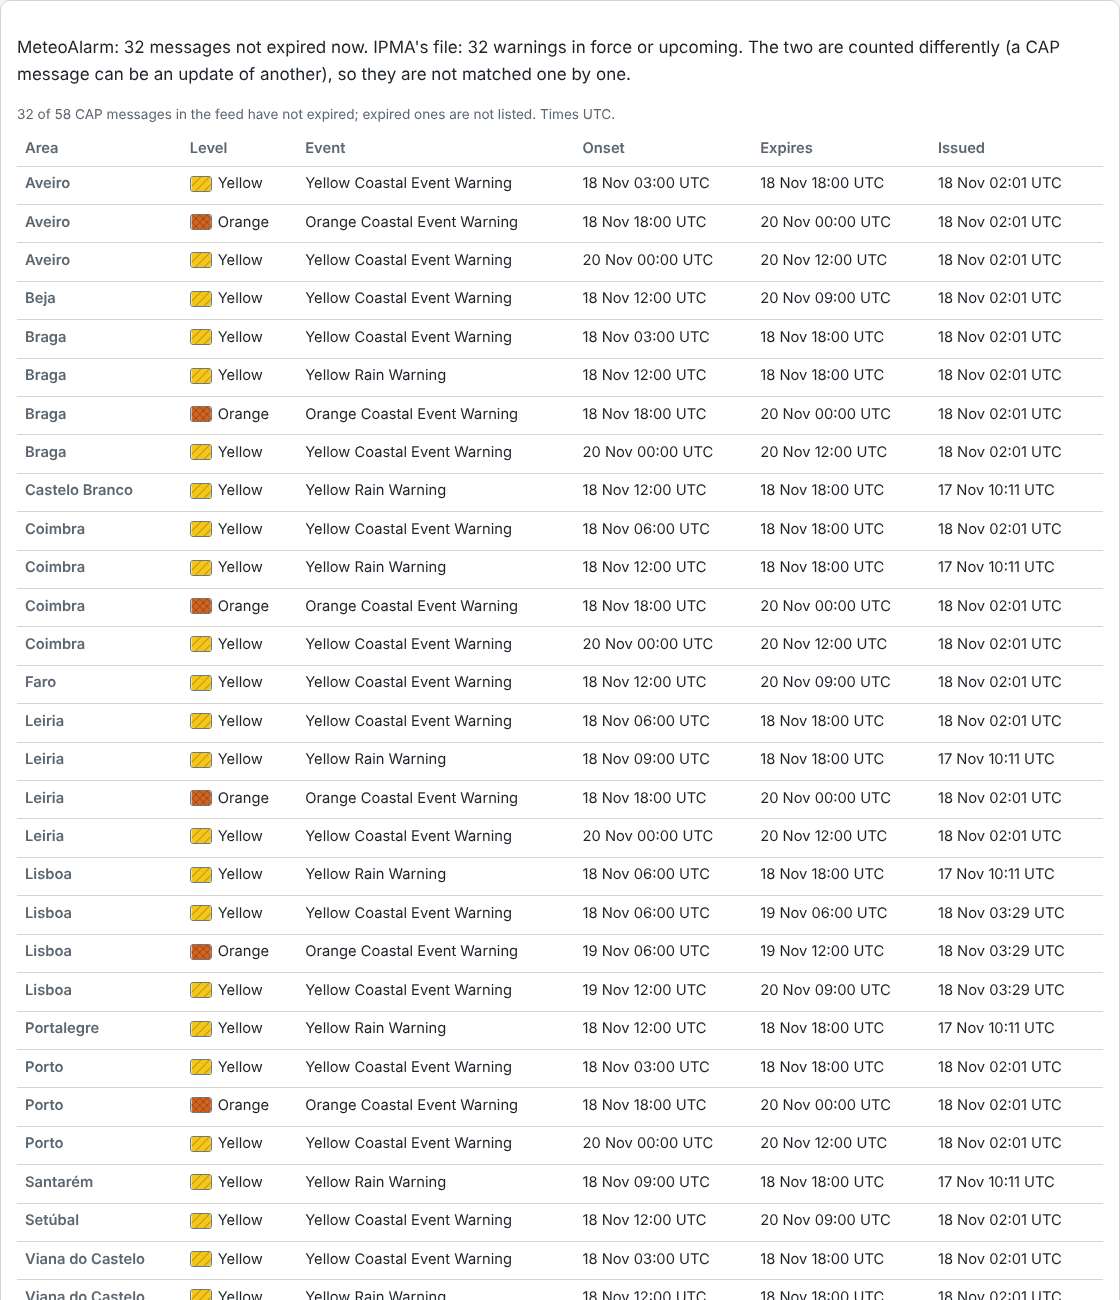 MeteoAlarm: 32 messages not expired now. IPMA's file: 32 warnings in force or upcoming. The two are counted differently (a CAP
message can be an update of another), so they are not matched one by one.
32 of 58 CAP messages in the feed have not expired; expired ones are not listed. Times UTC.
Area Level Event Onset Expires Issued
Aveiro Yellow Yellow Coastal Event Warning 18 Nov 03:00 UTC 18 Nov 18:00 UTC 18 Nov 02:01 UTC
Aveiro Orange Orange Coastal Event Warning 18 Nov 18:00 UTC 20 Nov 00:00 UTC 18 Nov 02:01 UTC
Aveiro Yellow Yellow Coastal Event Warning 20 Nov 00:00 UTC 20 Nov 12:00 UTC 18 Nov 02:01 UTC
Beja Yellow Yellow Coastal Event Warning 18 Nov 12:00 UTC 20 Nov 09:00 UTC 18 Nov 02:01 UTC
Braga Yellow Yellow Coastal Event Warning 18 Nov 03:00 UTC 18 Nov 18:00 UTC 18 Nov 02:01 UTC
Braga Yellow Yellow Rain Warning 18 Nov 12:00 UTC 18 Nov 18:00 UTC 18 Nov 02:01 UTC
Braga Orange Orange Coastal Event Warning 18 Nov 18:00 UTC 20 Nov 00:00 UTC 18 Nov 02:01 UTC
Braga Yellow Yellow Coastal Event Warning 20 Nov 00:00 UTC 20 Nov 12:00 UTC 18 Nov 02:01 UTC
Castelo Branco Yellow Yellow Rain Warning 18 Nov 12:00 UTC 18 Nov 18:00 UTC 17 Nov 10:11 UTC
Coimbra Yellow Yellow Coastal Event Warning 18 Nov 06:00 UTC 18 Nov 18:00 UTC 18 Nov 02:01 UTC
Coimbra Yellow Yellow Rain Warning 18 Nov 12:00 UTC 18 Nov 18:00 UTC 17 Nov 10:11 UTC
Coimbra Orange Orange Coastal Event Warning 18 Nov 18:00 UTC 20 Nov 00:00 UTC 18 Nov 02:01 UTC
Coimbra Yellow Yellow Coastal Event Warning 20 Nov 00:00 UTC 20 Nov 12:00 UTC 18 Nov 02:01 UTC
Faro Yellow Yellow Coastal Event Warning 18 Nov 12:00 UTC 20 Nov 09:00 UTC 18 Nov 02:01 UTC
Leiria Yellow Yellow Coastal Event Warning 18 Nov 06:00 UTC 18 Nov 18:00 UTC 18 Nov 02:01 UTC
Leiria Yellow Yellow Rain Warning 18 Nov 09:00 UTC 18 Nov 18:00 UTC 17 Nov 10:11 UTC
Leiria Orange Orange Coastal Event Warning 18 Nov 18:00 UTC 20 Nov 00:00 UTC 18 Nov 02:01 UTC
Leiria Yellow Yellow Coastal Event Warning 20 Nov 00:00 UTC 20 Nov 12:00 UTC 18 Nov 02:01 UTC
Lisboa Yellow Yellow Rain Warning 18 Nov 06:00 UTC 18 Nov 18:00 UTC 17 Nov 10:11 UTC
Lisboa Yellow Yellow Coastal Event Warning 18 Nov 06:00 UTC 19 Nov 06:00 UTC 18 Nov 03:29 UTC
Lisboa Orange Orange Coastal Event Warning 19 Nov 06:00 UTC 19 Nov 12:00 UTC 18 Nov 03:29 UTC
Lisboa Yellow Yellow Coastal Event Warning 19 Nov 12:00 UTC 20 Nov 09:00 UTC 18 Nov 03:29 UTC
Portalegre Yellow Yellow Rain Warning 18 Nov 12:00 UTC 18 Nov 18:00 UTC 17 Nov 10:11 UTC
Porto Yellow Yellow Coastal Event Warning 18 Nov 03:00 UTC 18 Nov 18:00 UTC 18 Nov 02:01 UTC
Porto Orange Orange Coastal Event Warning 18 Nov 18:00 UTC 20 Nov 00:00 UTC 18 Nov 02:01 UTC
Porto Yellow Yellow Coastal Event Warning 20 Nov 00:00 UTC 20 Nov 12:00 UTC 18 Nov 02:01 UTC
Santarém Yellow Yellow Rain Warning 18 Nov 09:00 UTC 18 Nov 18:00 UTC 17 Nov 10:11 UTC
Setúbal Yellow Yellow Coastal Event Warning 18 Nov 12:00 UTC 20 Nov 09:00 UTC 18 Nov 02:01 UTC
Viana do Castelo Yellow Yellow Coastal Event Warning 18 Nov 03:00 UTC 18 Nov 18:00 UTC 18 Nov 02:01 UTC
Viana do Castelo Yellow Yellow Rain Warning 18 Nov 12:00 UTC 18 Nov 18:00 UTC 18 Nov 02:01 UTC